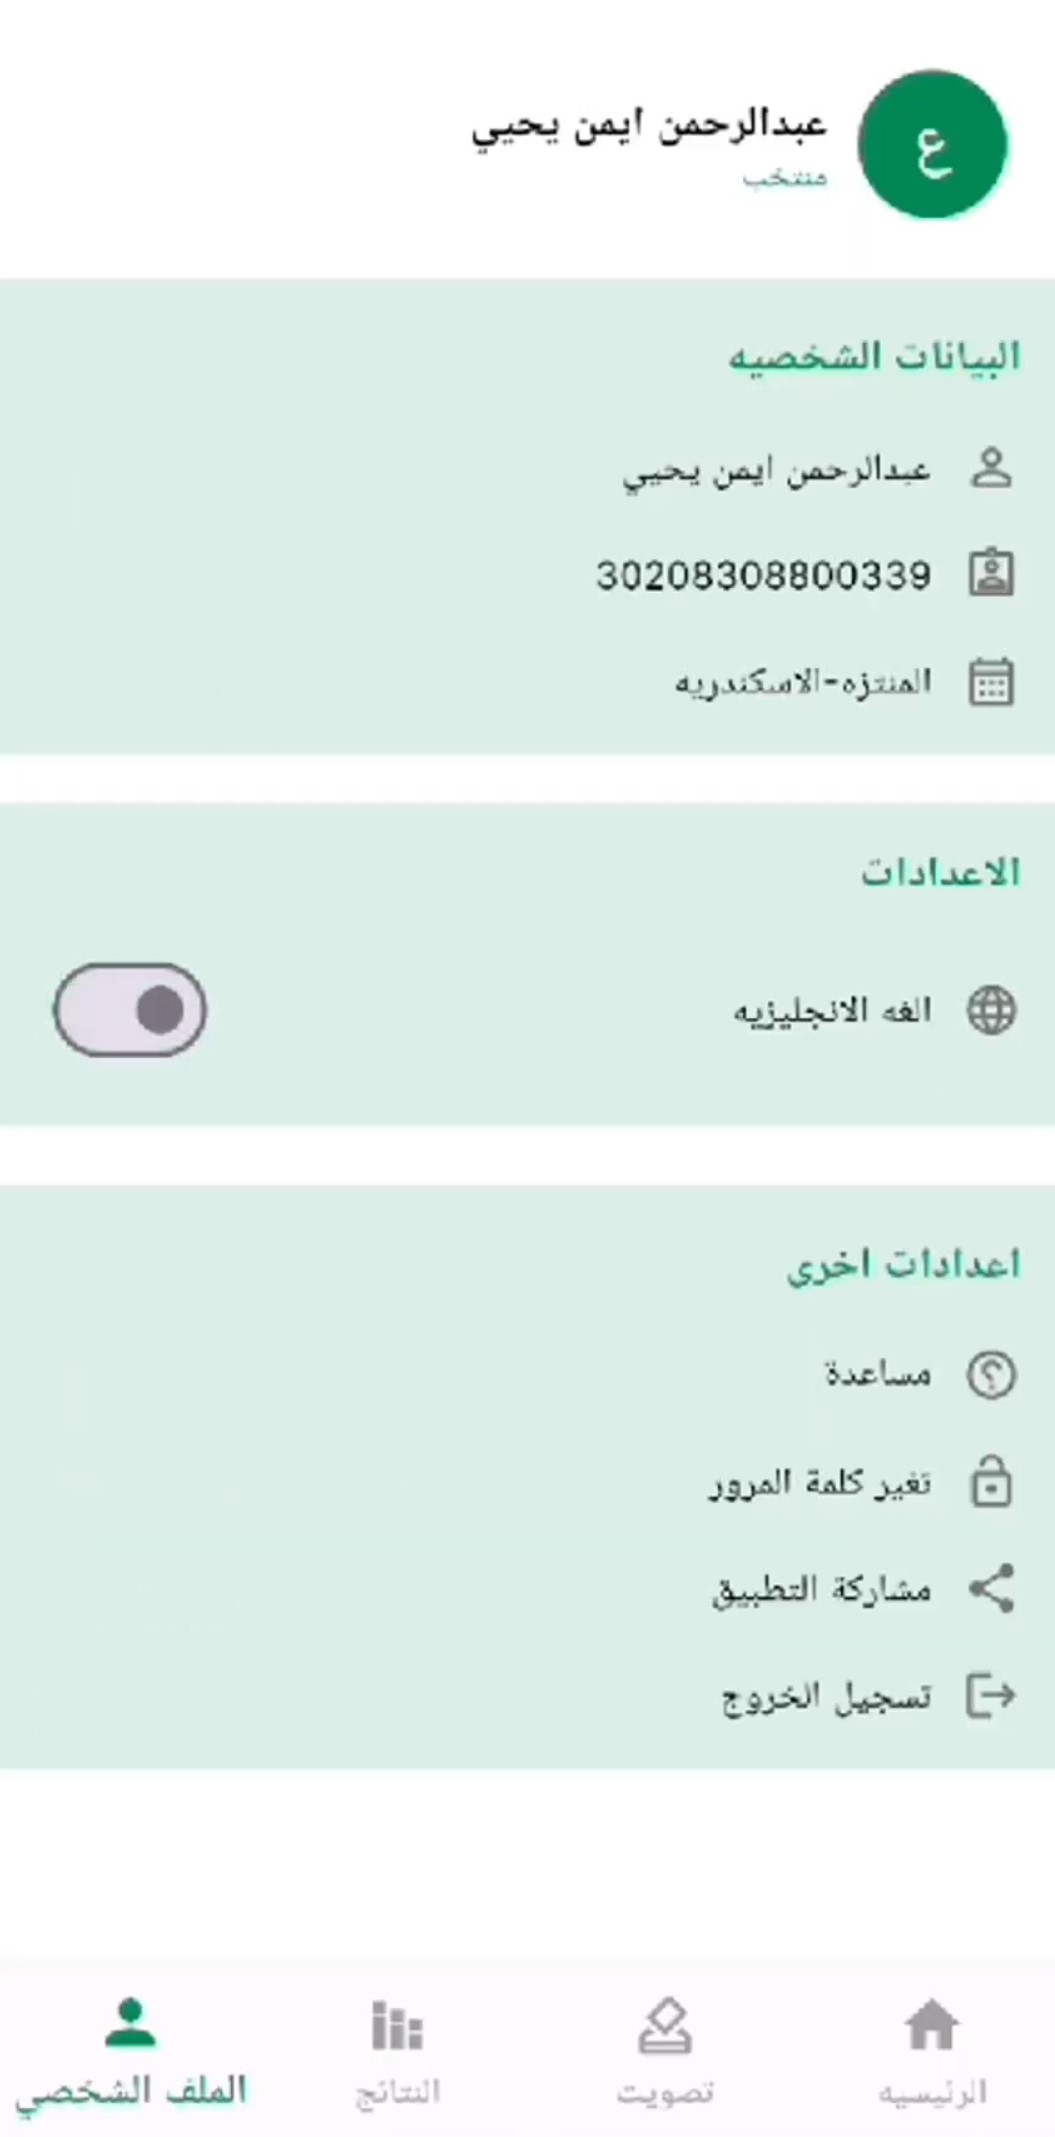 ع
عبدالرحمن ايمن يحيي
منتخب
البيانات الشخصيه
عبدالرحمن ايمن يحيي
30208308800339
المنتزه-الاسكندريه
الاعدادات
الغه الانجليزيه
اعدادات اخرى
مساعدة
تغير كلمة المرور
مشاركة التطبيق
تسجيل الخروج
الرئيسيه
تصويت
النتائج
الملف الشخصي